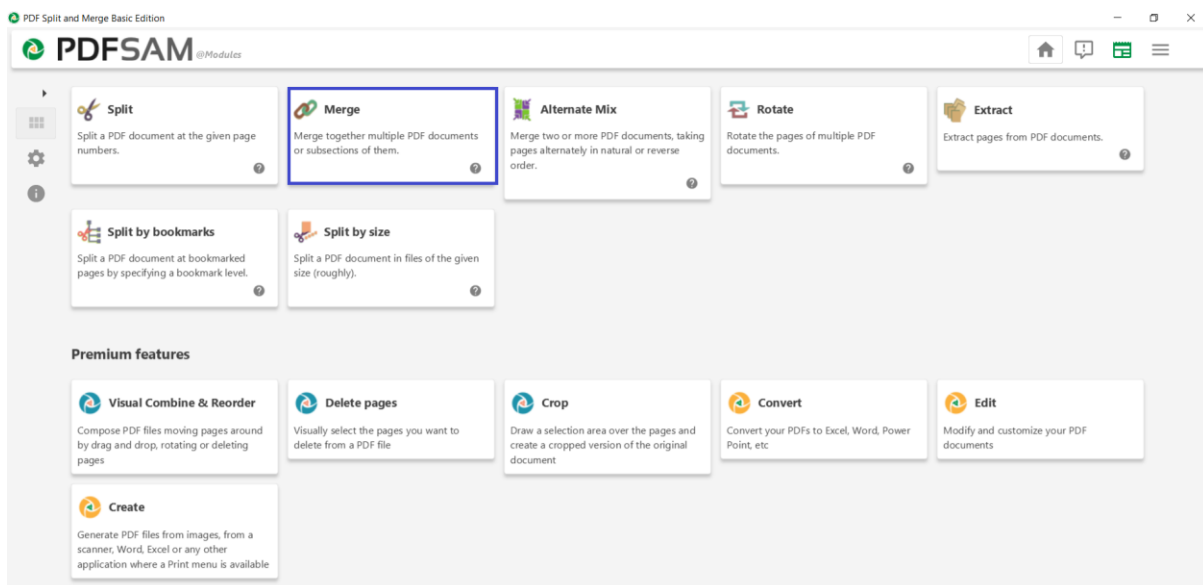 PDF Split and Merge Basic Edition
PDFSAM @Modules
Split
Split a PDF document at the given page
numbers.
Merge
Merge together multiple PDF documents
or subsections of them.
Alternate Mix
Merge two or more PDF documents, taking
pages alternately in natural or reverse
order.
Rotate
Rotate the pages of multiple PDF
documents.
Extract
Extract pages from PDF documents.
Split by bookmarks
Split a PDF document at bookmarked
pages by specifying a bookmark level.
Split by size
Split a PDF document in files of the given
size (roughly).
Premium features
Visual Combine & Reorder
Compose PDF files moving pages around
by drag and drop, rotating or deleting
pages
Delete pages
Visually select the pages you want to
delete from a PDF file
Crop
Draw a selection area over the pages and
create a cropped version of the original
document
Convert
Convert your PDFs to Excel, Word, Power
Point, etc
Edit
Modify and customize your PDF
documents
Create
Generate PDF files from images, from a
scanner, Word, Excel or any other
application where a Print menu is available